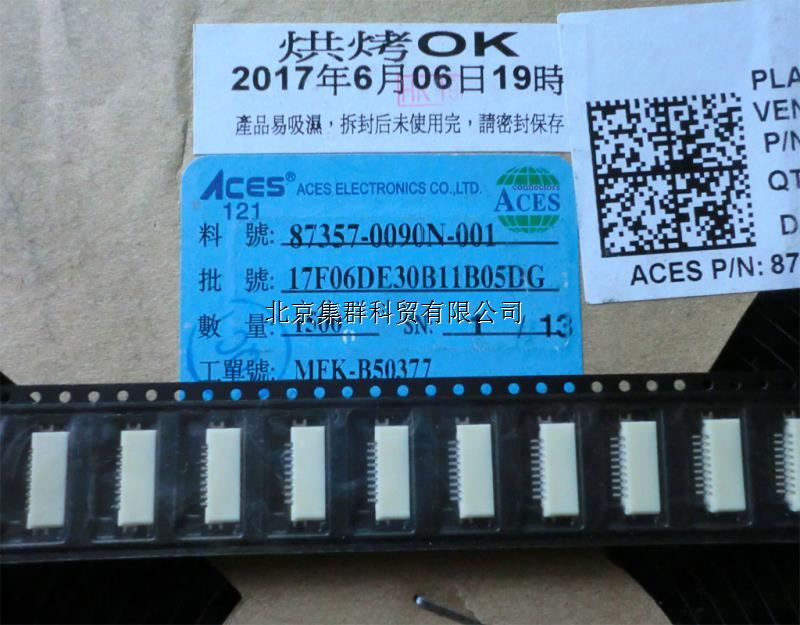 烘烤OK
2017年6月06日19時
產品易吸濕，拆封后未使用完，請密封保存
ACES® ACES ELECTRONICS CO.,LTD.
connectors
ACES
121
料 號: 87357-0090N-001
批 號: 17F06DE30B11B05DG
北京集群科贸有限公司
數 量: 1300 SN: 1 / 13
工單號: MFK-B50377
PLA
VEN
P/N
QT
D
ACES P/N: 87